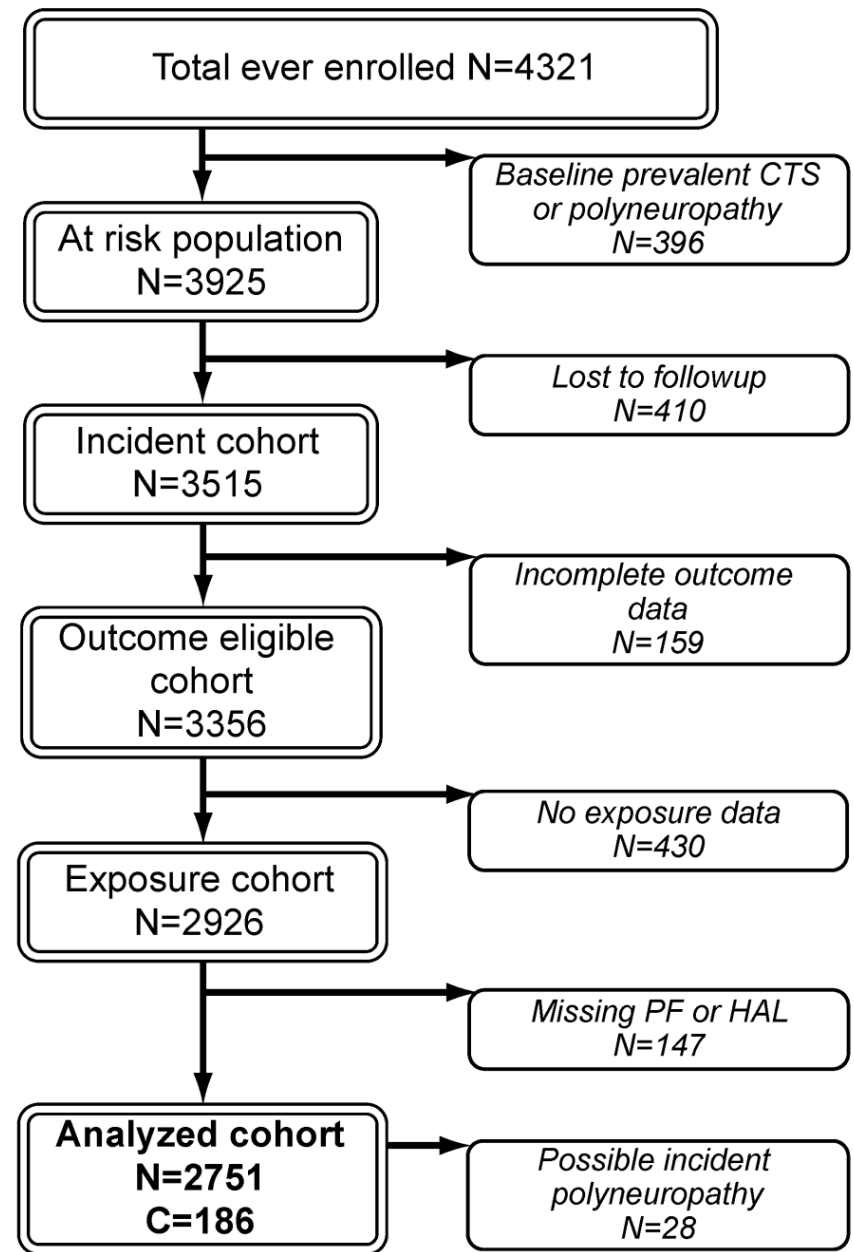 Total ever enrolled N=4321
Baseline prevalent CTS
or polyneuropathy
N=396
At risk population
N=3925
Lost to followup
N=410
Incident cohort
N=3515
Incomplete outcome
data
N=159
Outcome eligible
cohort
N=3356
No exposure data
N=430
Exposure cohort
N=2926
Missing PF or HAL
N=147
Analyzed cohort
N=2751
C=186
Possible incident
polyneuropathy
N=28